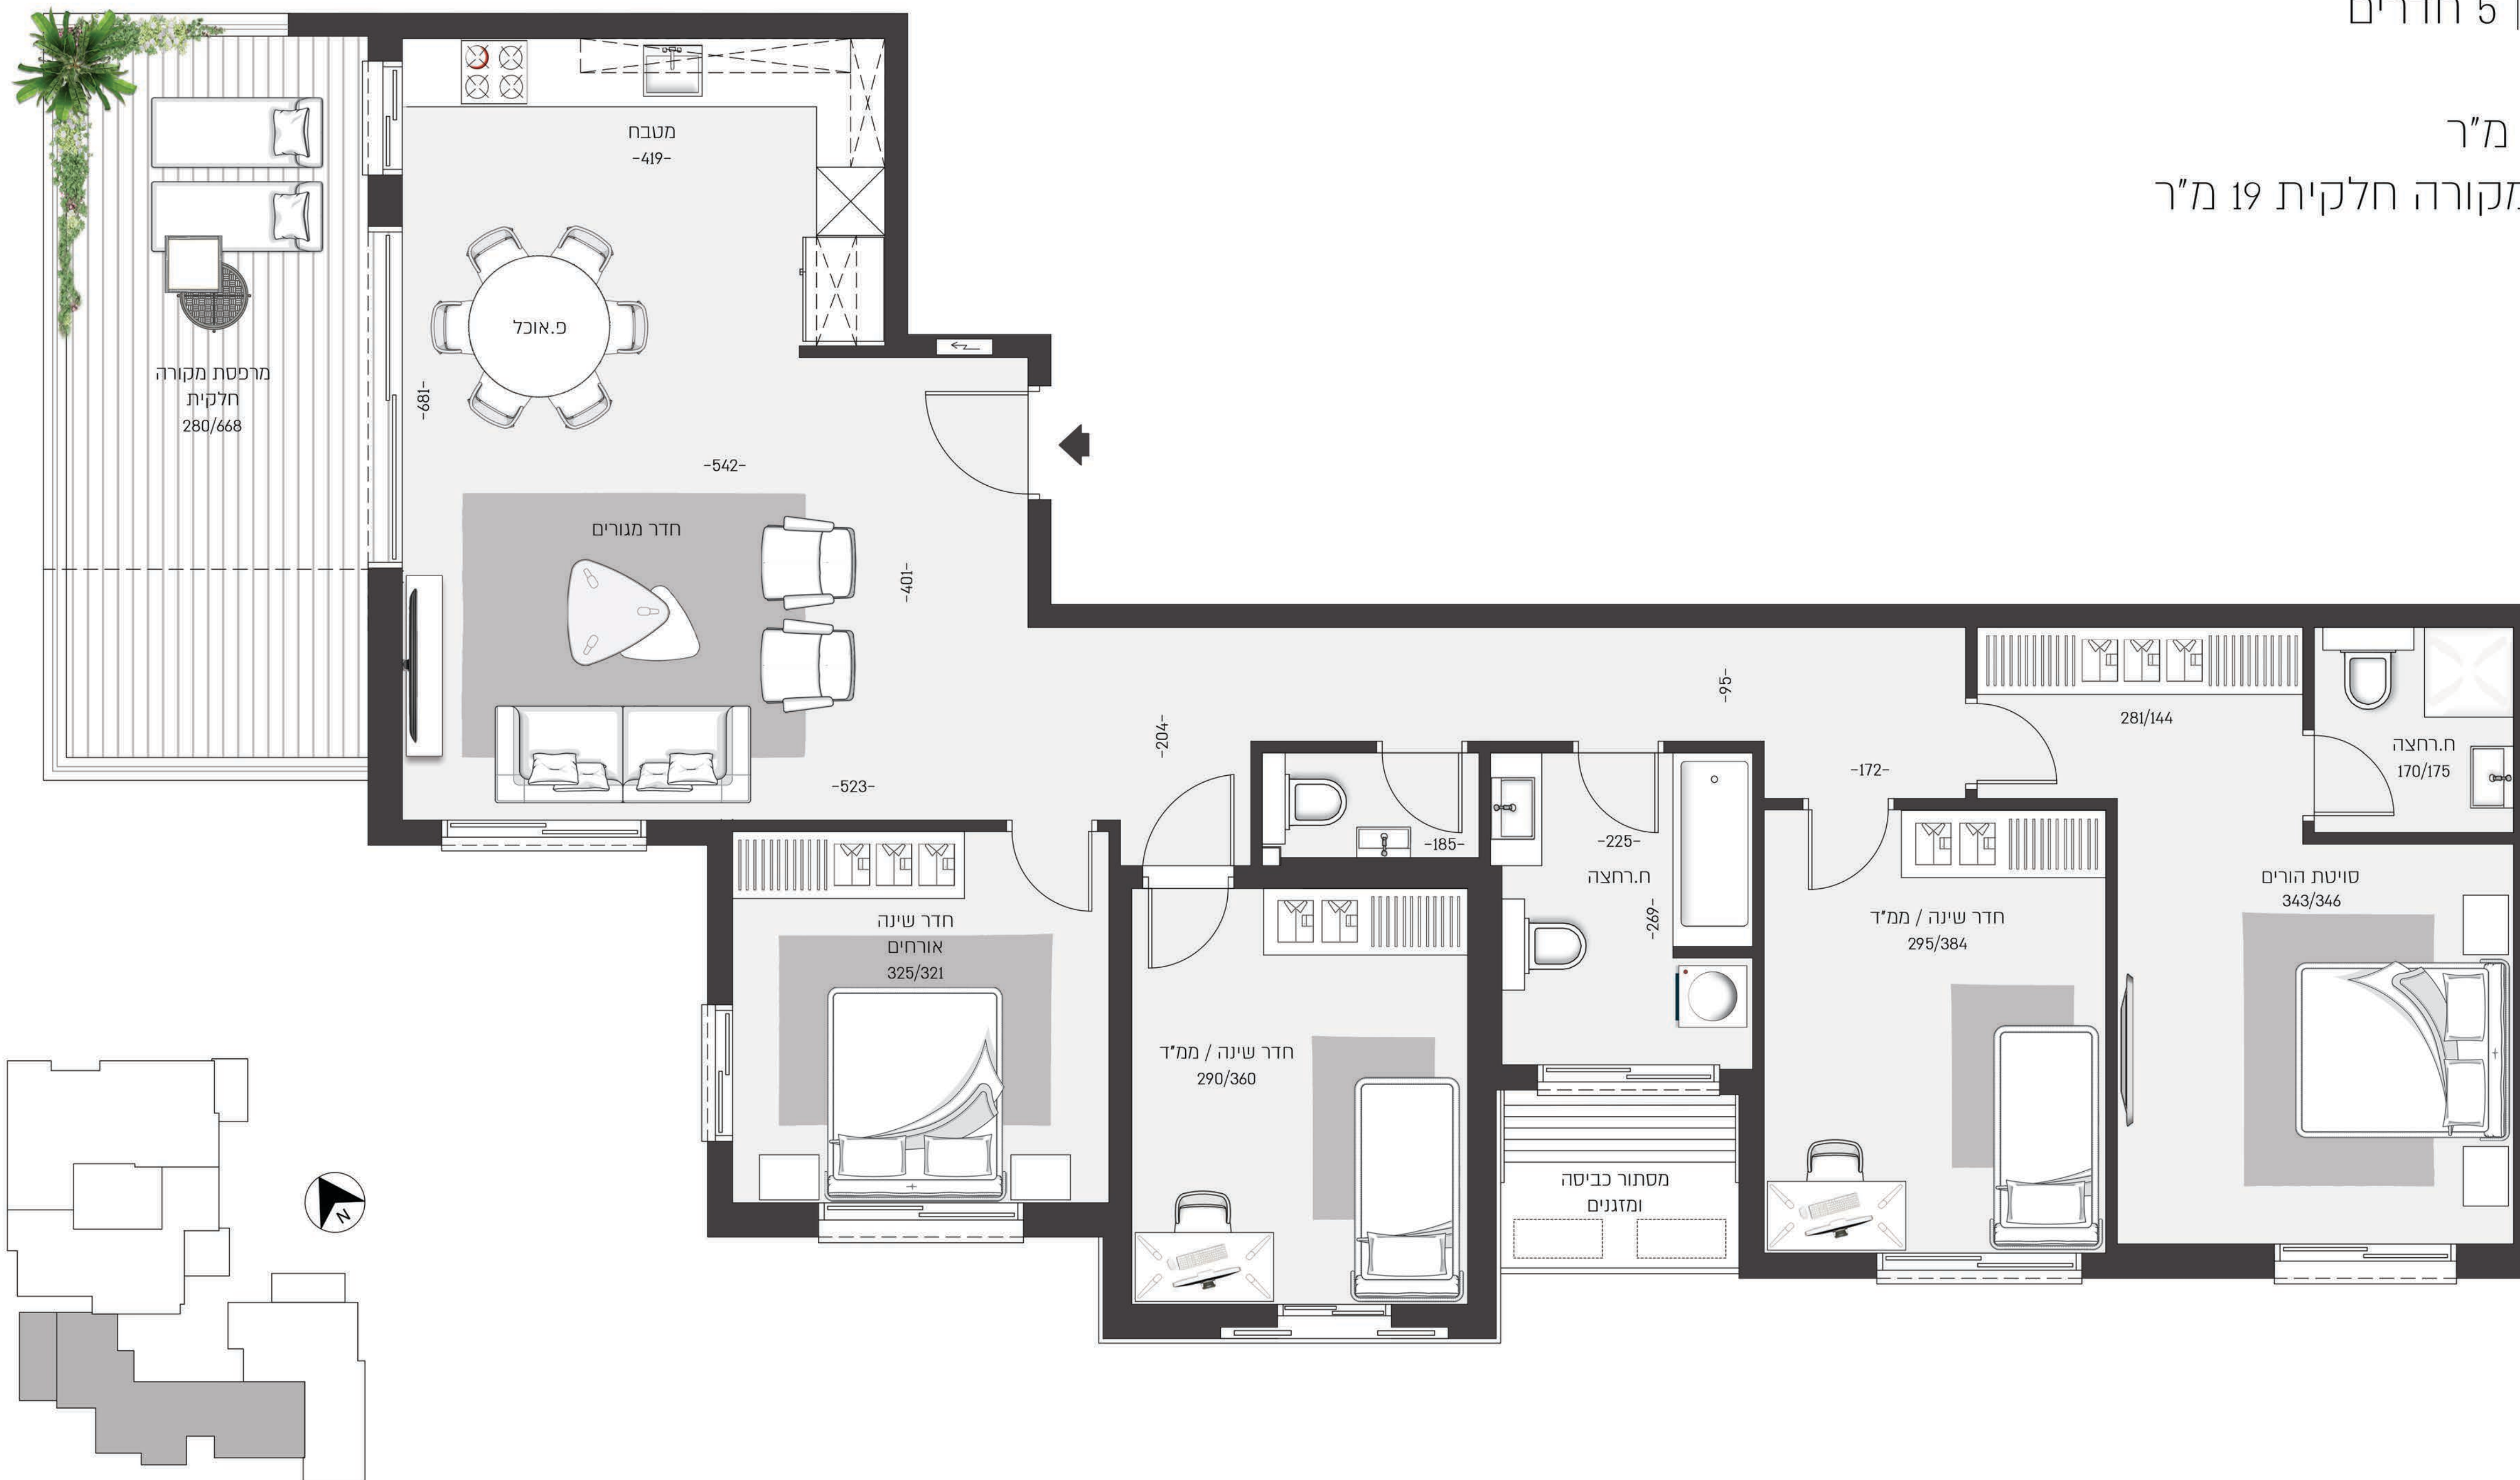 5 חדרים
מ"ר
מקורה חלקית 19 מ"ר
מטבח
-419-
פ.אוכל
מרפסת מקורה
חלקית
280/668
-681-
-542-
חדר מגורים
-401-
-523-
-204-
-95-
-172-
281/144
ח.רחצה
170/175
-185-
-225-
ח.רחצה
-269-
חדר שינה
אורחים
325/321
חדר שינה / ממ"ד
290/360
חדר שינה / ממ"ד
295/384
סויטת הורים
343/346
מסתור כביסה
ומזגנים
N